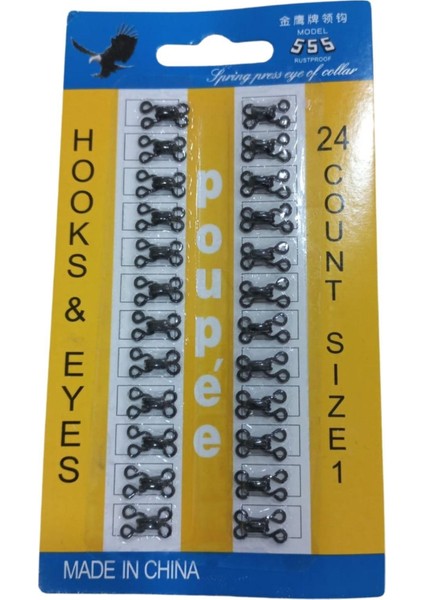 金鹰牌领钩
MODEL
555
RUSTPROOF
Spring press eye of collar
HOOKS & EYES
poupée
24 COUNT SIZE 1
MADE IN CHINA